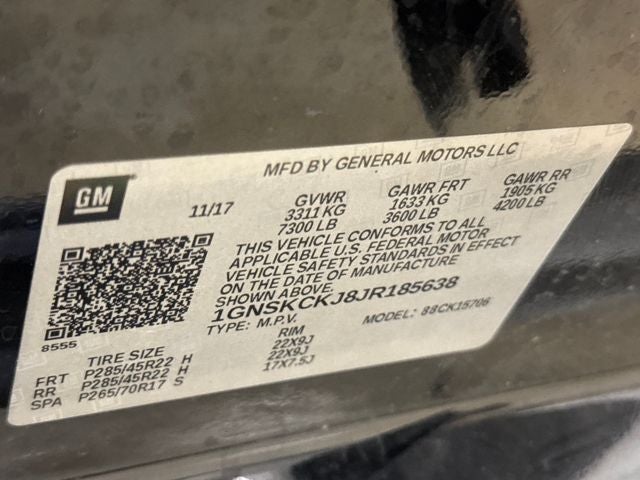 MFD BY GENERAL MOTORS LLC
GM
11/17
GVWR GAWR FRT GAWR RR
3311 KG 1633 KG 1905 KG
7300 LB 3600 LB 4200 LB
THIS VEHICLE CONFORMS TO ALL
APPLICABLE U.S. FEDERAL MOTOR
VEHICLE SAFETY STANDARDS IN EFFECT
ON THE DATE OF MANUFACTURE
SHOWN ABOVE.
1GNSKCKJ8JR185638
TYPE: M.P.V. MODEL: 88CK15706
8555
TIRE SIZE RIM
FRT P285/45R22 H 22X9J
RR P285/45R22 H 22X9J
SPA P265/70R17 S 17X7.5J